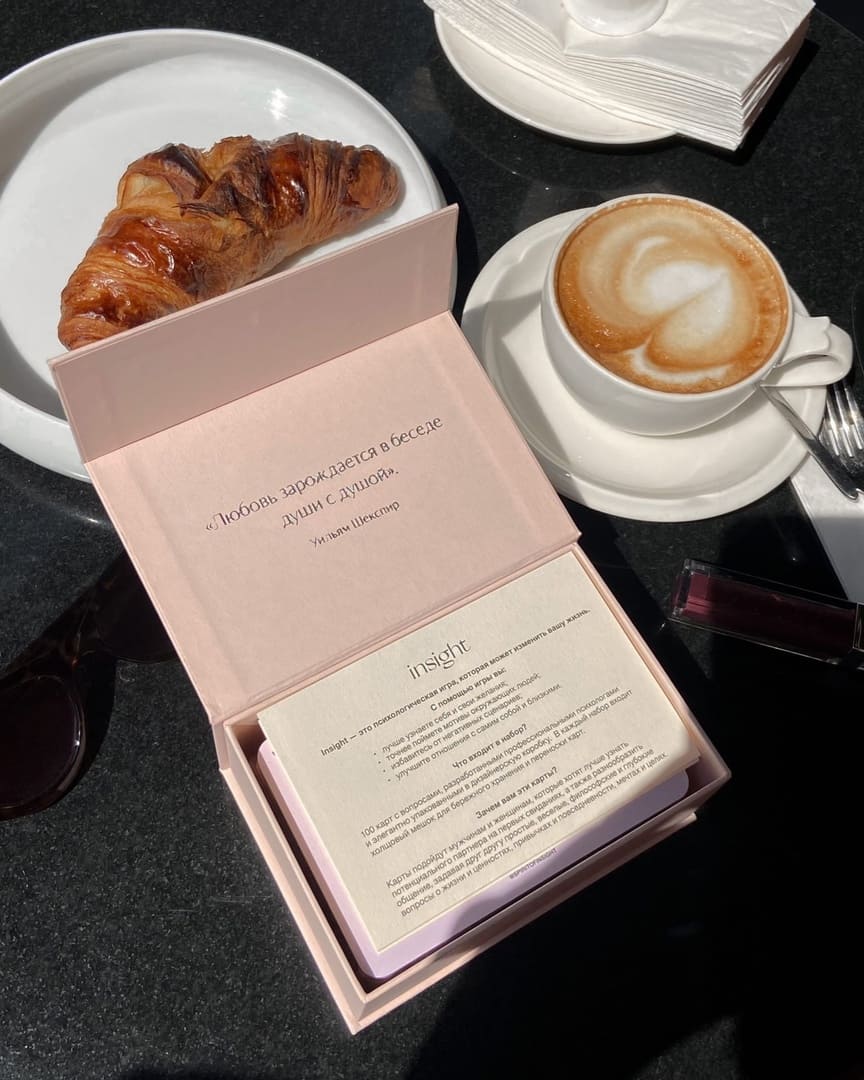 «Любовь зарождается в беседе
души с душой».
Уильям Шекспир
insight
Insight — это психологическая игра, которая может изменить вашу жизнь.
С помощью игры вы:
• лучше узнаете себя и свои желания;
• точнее поймете мотивы окружающих людей;
• избавитесь от негативных сценариев;
• улучшите отношения с самим собой и близкими.
Что входит в набор?
100 карт с вопросами, разработанными профессиональными психологами
и элегантно упакованными в дизайнерскую коробку. В каждый набор входит
холщовый мешок для бережного хранения и переноски карт.
Зачем вам эти карты?
Карты подойдут мужчинам и женщинам, которые хотят лучше узнать
потенциального партнера на первых свиданиях, а также разнообразить
общение, задавая друг другу простые, веселые, философские и глубокие
вопросы о жизни и ценностях, привычках и повседневности, мечтах и целях.
@SPIRITOFINSIGHT